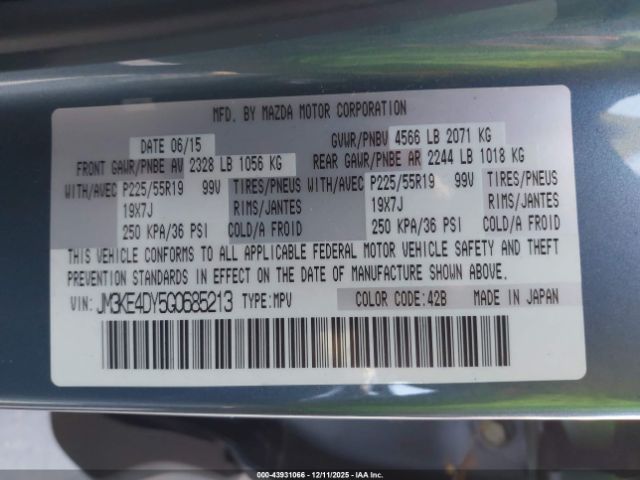 MFD. BY MAZDA MOTOR CORPORATION
DATE 06/15 GVWR/PNBV 4566 LB 2071 KG
FRONT GAWR/PNBE AV 2328 LB 1056 KG REAR GAWR/PNBE AR 2244 LB 1018 KG
WITH/AVEC P225/55R19 99V TIRES/PNEUS WITH/AVEC P225/55R19 99V TIRES/PNEUS
19X7J RIMS/JANTES 19X7J RIMS/JANTES
250 KPA/36 PSI COLD/A FROID 250 KPA/36 PSI COLD/A FROID
THIS VEHICLE CONFORMS TO ALL APPLICABLE FEDERAL MOTOR VEHICLE SAFETY AND THEFT
PREVENTION STANDARDS IN EFFECT ON THE DATE OF MANUFACTURE SHOWN ABOVE.
VIN: JM3KE4DY5G0685213 TYPE:MPV COLOR CODE:42B MADE IN JAPAN
000-43931066 - 12/11/2025 - IAA Inc.